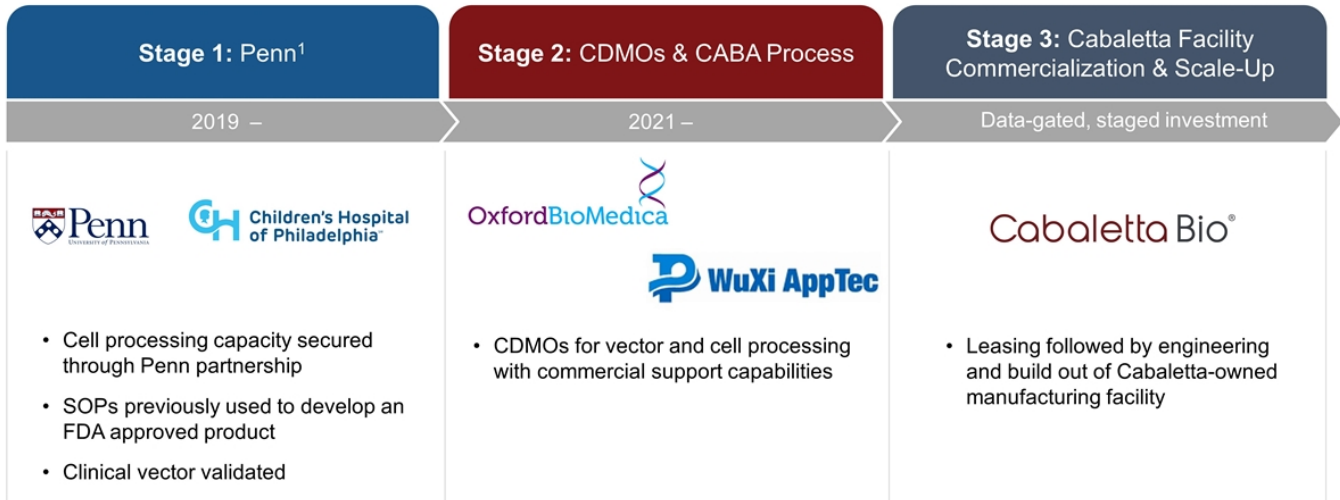 Stage 1: Penn¹
2019 –
Penn
UNIVERSITY OF PENNSYLVANIA
CH Children's Hospital
of Philadelphia™
• Cell processing capacity secured
through Penn partnership
• SOPs previously used to develop an
FDA approved product
• Clinical vector validated
Stage 2: CDMOs & CABA Process
2021 –
OxfordBioMedica
WuXi AppTec
• CDMOs for vector and cell processing
with commercial support capabilities
Stage 3: Cabaletta Facility
Commercialization & Scale-Up
Data-gated, staged investment
Cabaletta Bio®
• Leasing followed by engineering
and build out of Cabaletta-owned
manufacturing facility